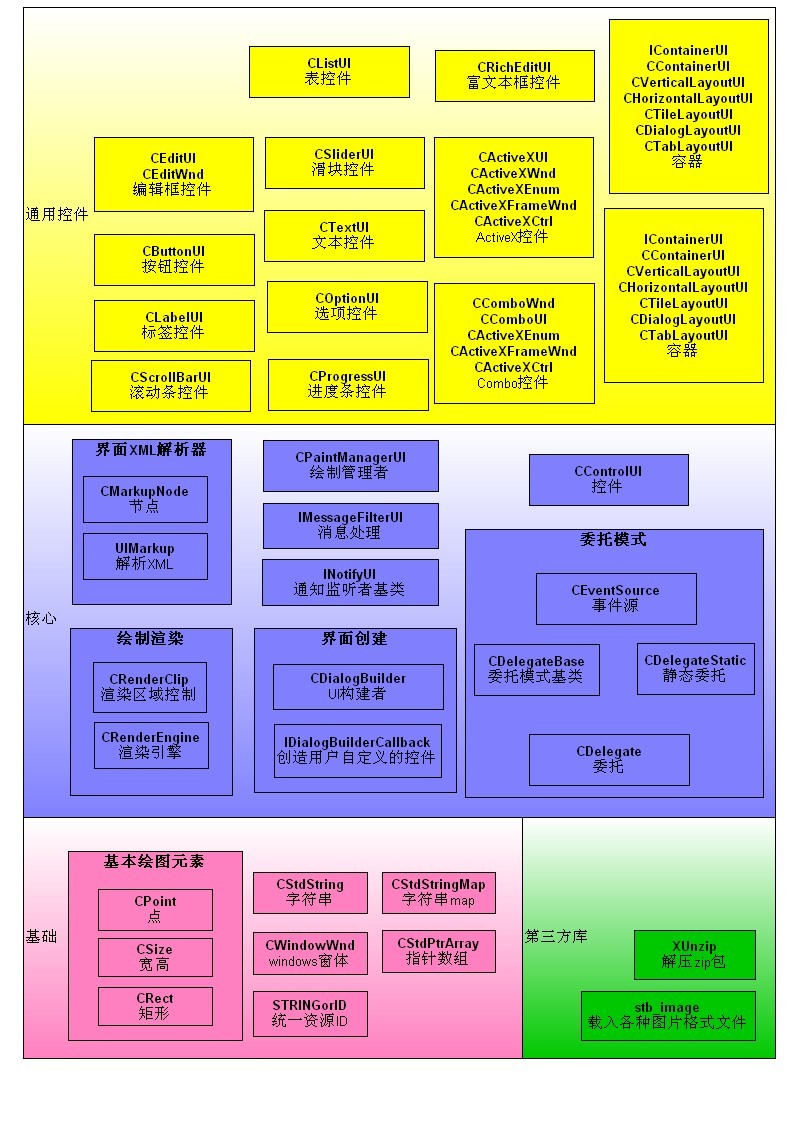 通用控件
CListUI
表控件
CRichEditUI
富文本框控件
IContainerUI
CContainerUI
CVerticalLayoutUI
CHorizontalLayoutUI
CTileLayoutUI
CDialogLayoutUI
CTabLayoutUI
容器
CEditUI
CEditWnd
编辑框控件
CSliderUI
滑块控件
CActiveXUI
CActiveXWnd
CActiveXEnum
CActiveXFrameWnd
CActiveXCtrl
ActiveX控件
CTextUI
文本控件
IContainerUI
CContainerUI
CVerticalLayoutUI
CHorizontalLayoutUI
CTileLayoutUI
CDialogLayoutUI
CTabLayoutUI
容器
CButtonUI
按钮控件
COptionUI
选项控件
CComboWnd
CComboUI
CActiveXEnum
CActiveXFrameWnd
CActiveXCtrl
Combo控件
CLabelUI
标签控件
CScrollBarUI
滚动条控件
CProgressUI
进度条控件
核心
界面XML解析器
CMarkupNode
节点
UIMarkup
解析XML
CPaintManagerUI
绘制管理者
IMessageFilterUI
消息处理
INotifyUI
通知监听者基类
CControlUI
控件
委托模式
CEventSource
事件源
CDelegateBase
委托模式基类
CDelegateStatic
静态委托
CDelegate
委托
绘制渲染
CRenderClip
渲染区域控制
CRenderEngine
渲染引擎
界面创建
CDialogBuilder
UI构建者
IDialogBuilderCallback
创造用户自定义的控件
基础
基本绘图元素
CPoint
点
CSize
宽高
CRect
矩形
CStdString
字符串
CStdStringMap
字符串map
CWindowWnd
windows窗体
CStdPtrArray
指针数组
STRINGorID
统一资源ID
第三方库
XUnzip
解压zip包
stb_image
载入各种图片格式文件